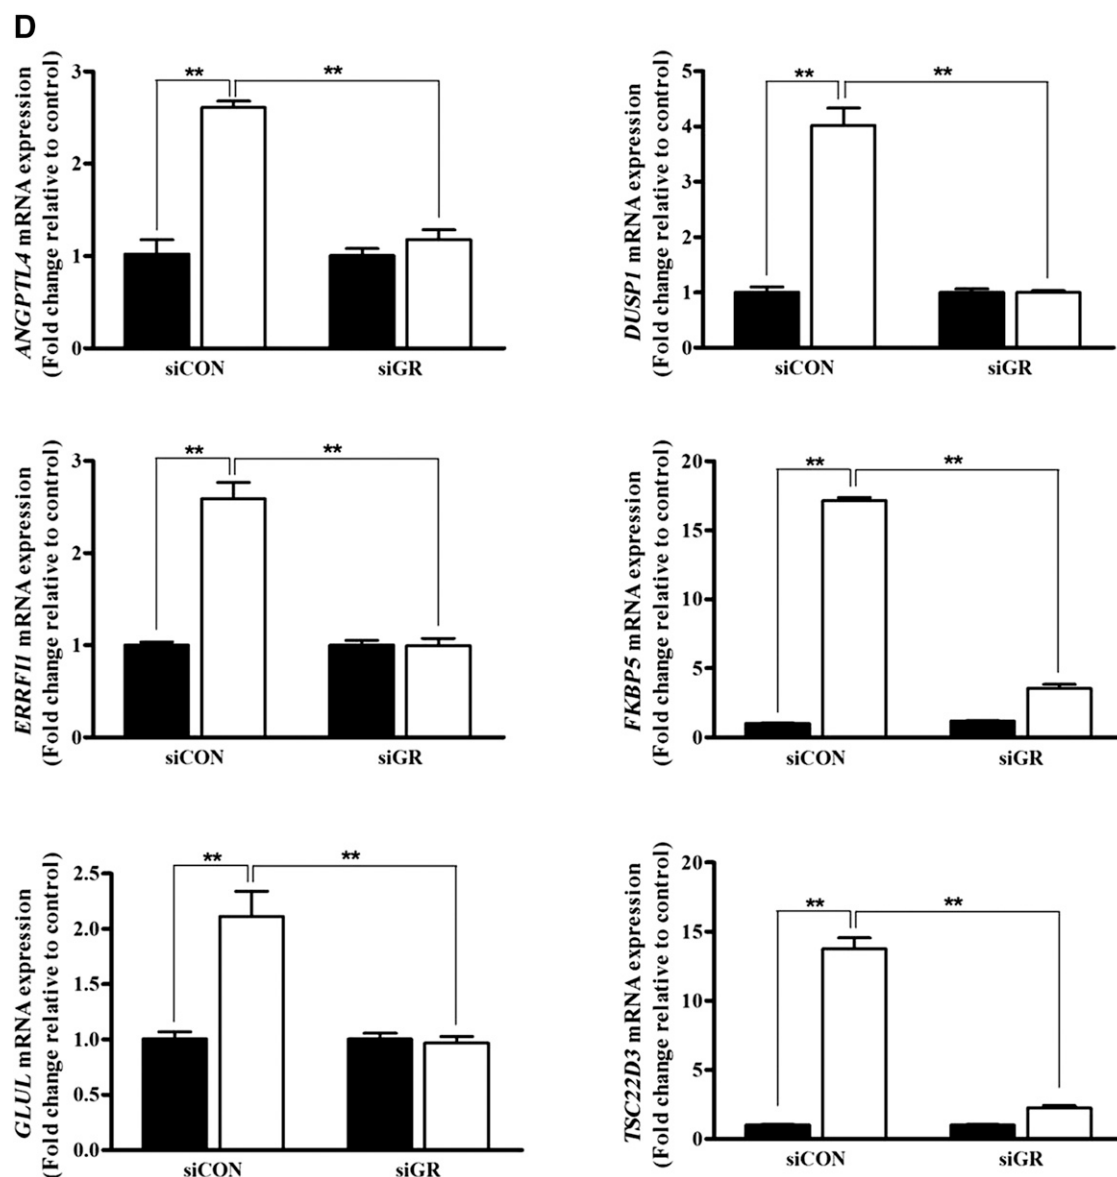 D
ANGPTL4 mRNA expression
(Fold change relative to control)
3
2
1
0
**
**
siCON
siGR
DUSP1 mRNA expression
(Fold change relative to control)
5
4
3
2
1
0
**
**
siCON
siGR
ERRFI1 mRNA expression
(Fold change relative to control)
3
2
1
0
**
**
siCON
siGR
FKBP5 mRNA expression
(Fold change relative to control)
20
15
10
5
0
**
**
siCON
siGR
GLUL mRNA expression
(Fold change relative to control)
2.5
2.0
1.5
1.0
0.5
0.0
**
**
siCON
siGR
TSC22D3 mRNA expression
(Fold change relative to control)
20
15
10
5
0
**
**
siCON
siGR